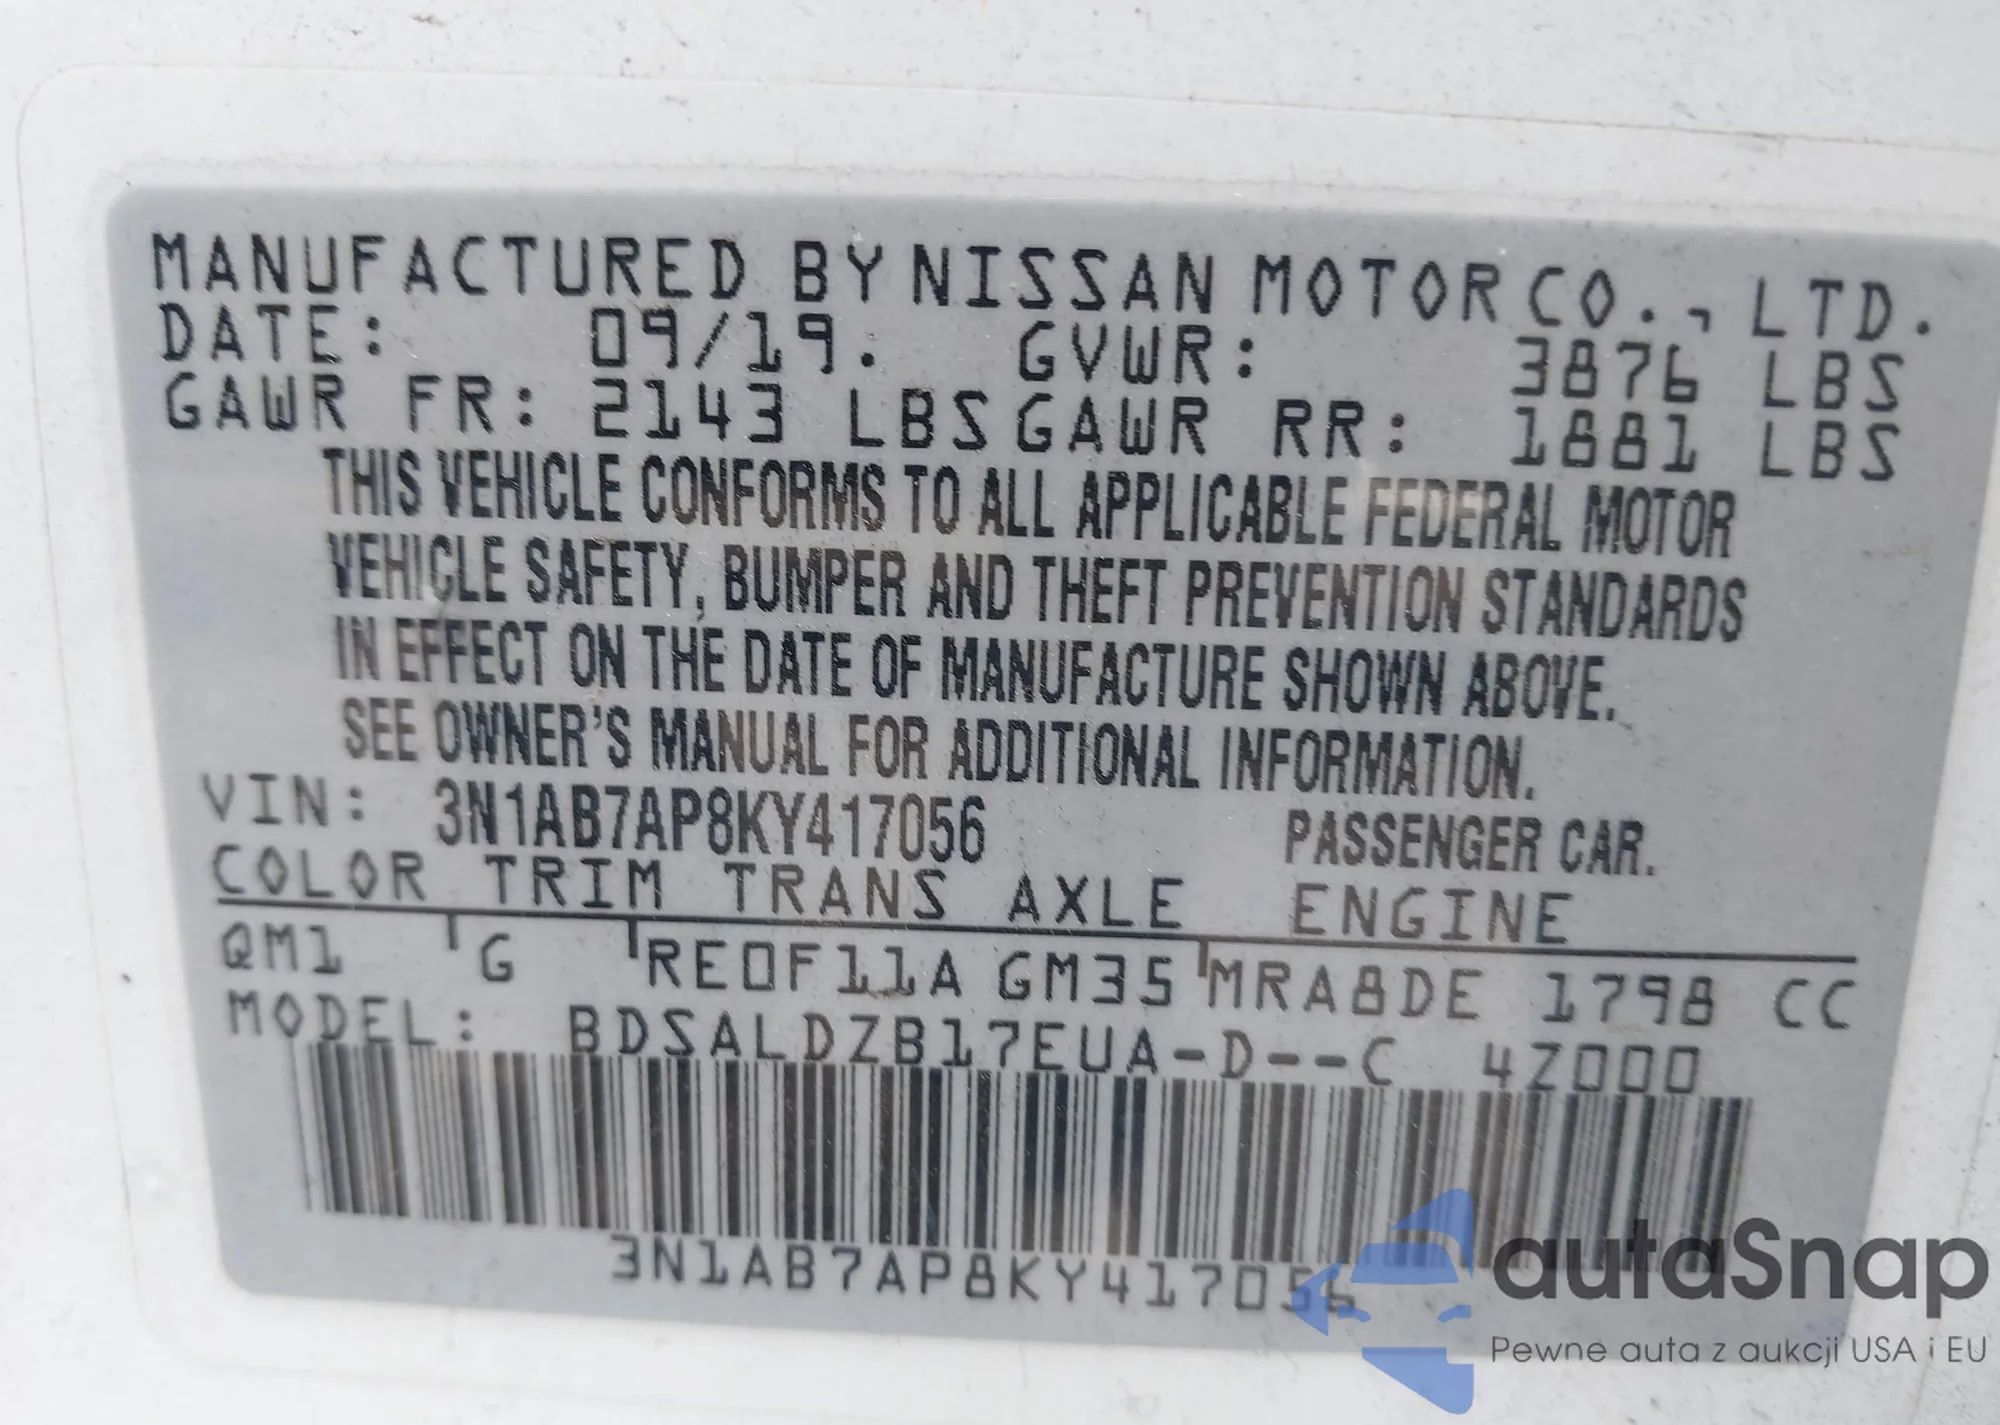 MANUFACTURED BY NISSAN MOTOR CO., LTD.
DATE: 09/19. GVWR: 3876 LBS
GAWR FR: 2143 LBS GAWR RR: 1881 LBS
THIS VEHICLE CONFORMS TO ALL APPLICABLE FEDERAL MOTOR
VEHICLE SAFETY, BUMPER AND THEFT PREVENTION STANDARDS
IN EFFECT ON THE DATE OF MANUFACTURE SHOWN ABOVE.
SEE OWNER'S MANUAL FOR ADDITIONAL INFORMATION.
VIN: 3N1AB7AP8KY417056 PASSENGER CAR.
COLOR TRIM TRANS AXLE ENGINE
QM1 G RE0F11A GM35 MRA8DE 1798 CC
MODEL: BDSALDZB17EUA-D--C 4Z000
3N1AB7AP8KY417056
autaSnap
Pewne auta z aukcji USA i EU